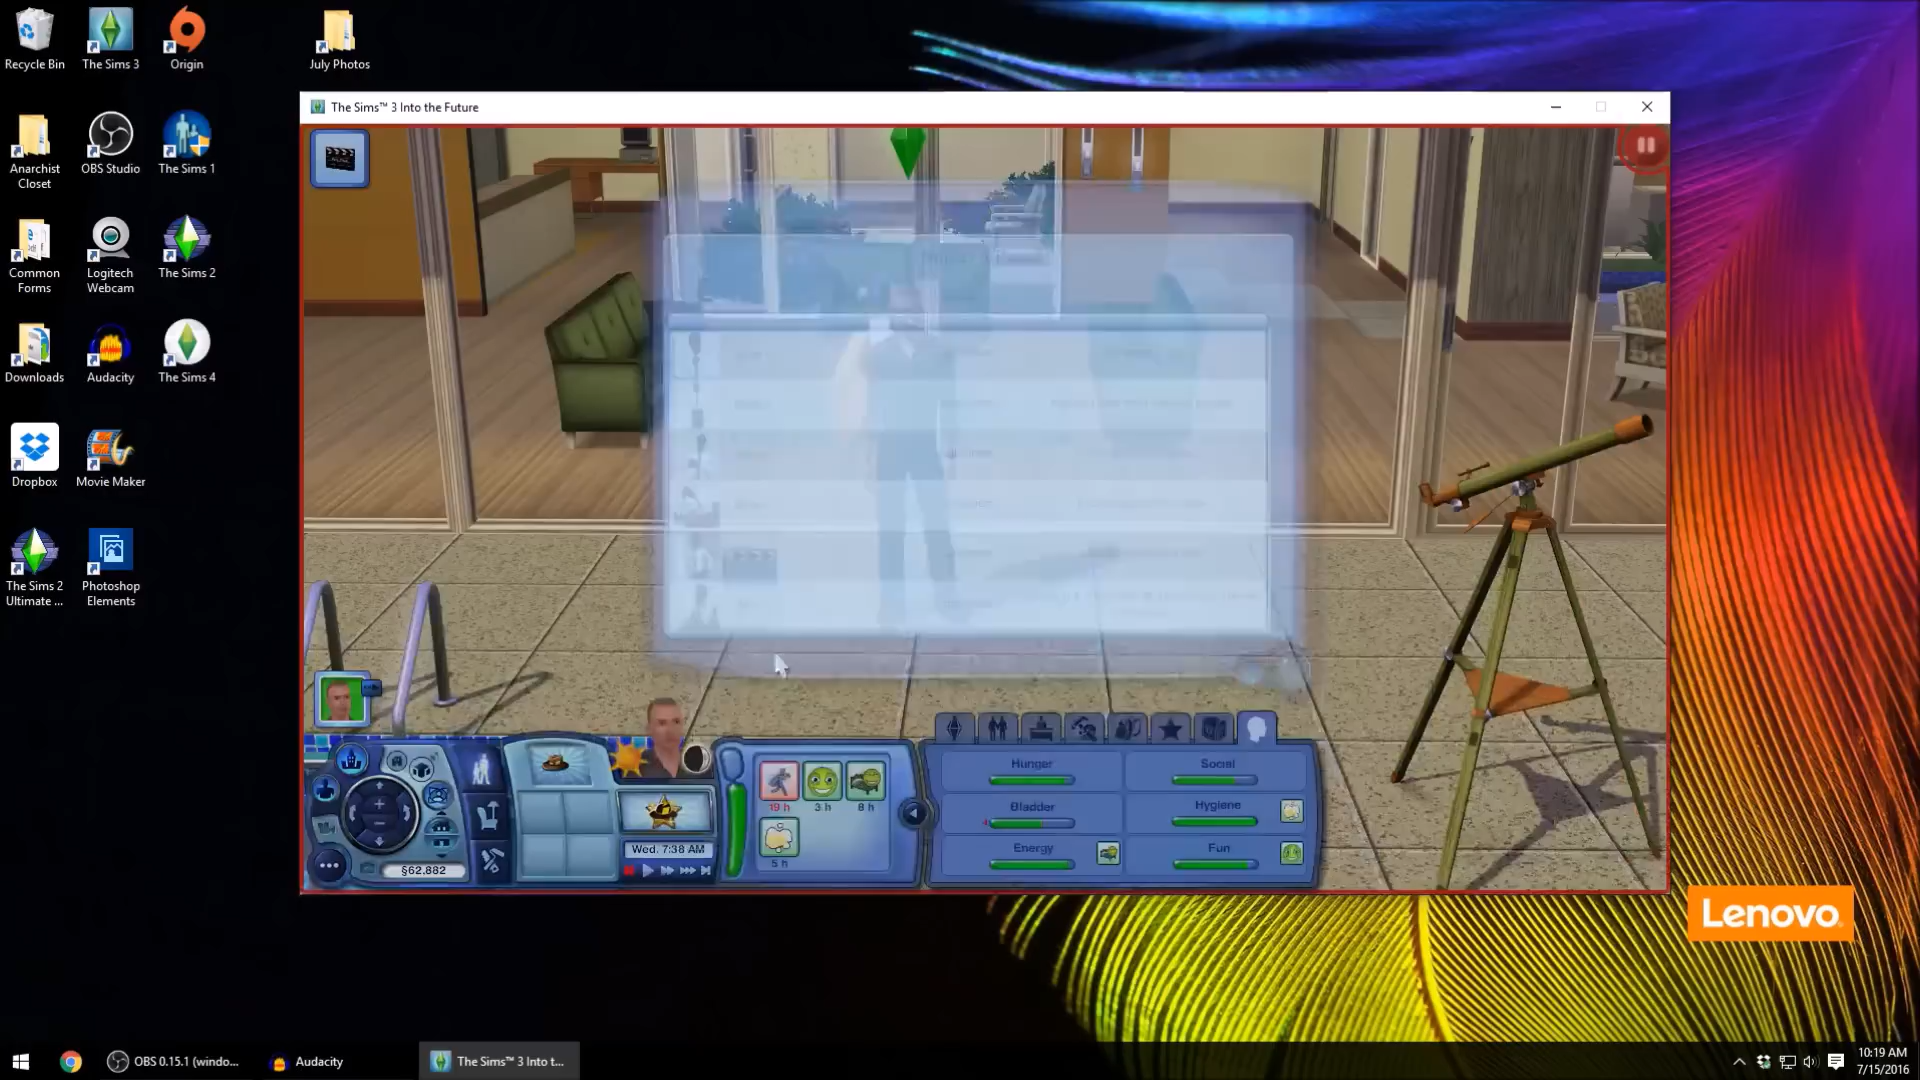 Recycle Bin
The Sims 3
Origin
July Photos
Anarchist
Closet
OBS Studio
The Sims 1
Common
Forms
Logitech
Webcam
The Sims 2
Downloads
Audacity
The Sims 4
Dropbox
Movie Maker
The Sims 2
Ultimate ...
Photoshop
Elements
The Sims™ 3 Into the Future
Hunger
Social
Bladder
Hygiene
Energy
Fun
19 h
3 h
8 h
5 h
Wed. 7:38 AM
§62,882
Lenovo
OBS 0.15.1 (windo...
Audacity
The Sims™ 3 Into t...
10:19 AM
7/15/2016